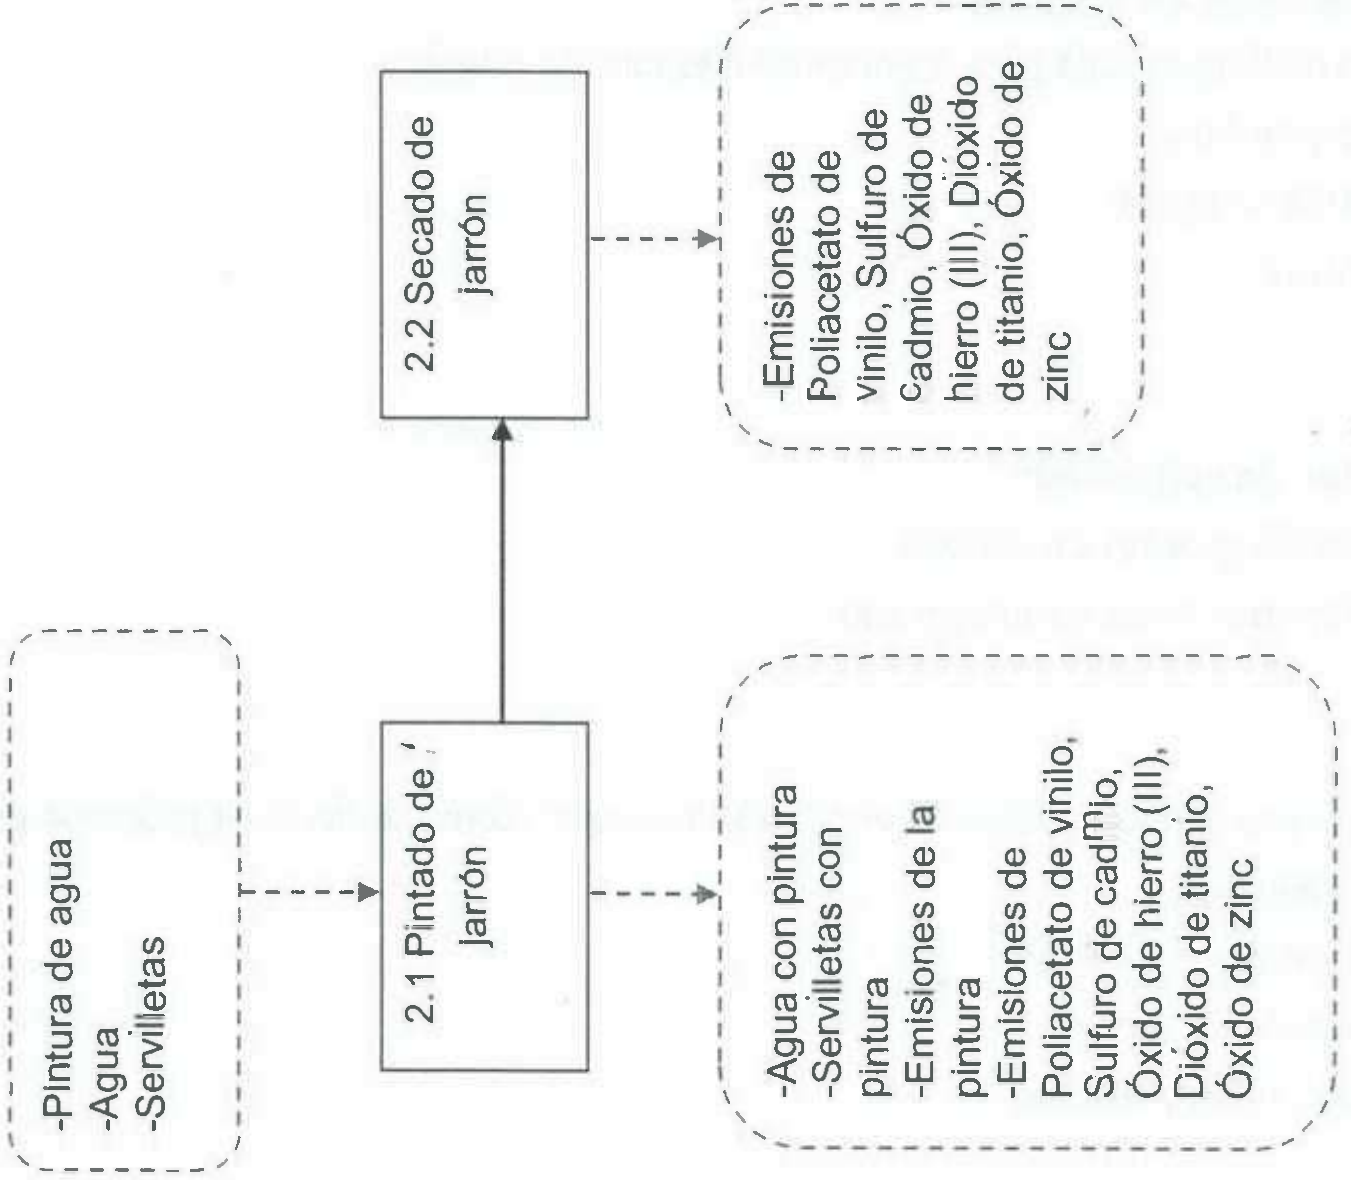 -Pintura de agua
-Agua
-Servilletas
2.1 Pintado de
jarrón
2.2 Secado de
jarrón
-Agua con pintura
-Servilletas con
pintura
-Emisiones de la
pintura
-Emisiones de
Poliacetato de vinilo,
Sulfuro de cadmio,
Óxido de hierro (III),
Dióxido de titanio,
Óxido de zinc
-Emisiones de
Poliacetato de
vinilo, Sulfuro de
cadmio, Óxido de
hierro (III), Dióxido
de titanio, Óxido de
zinc